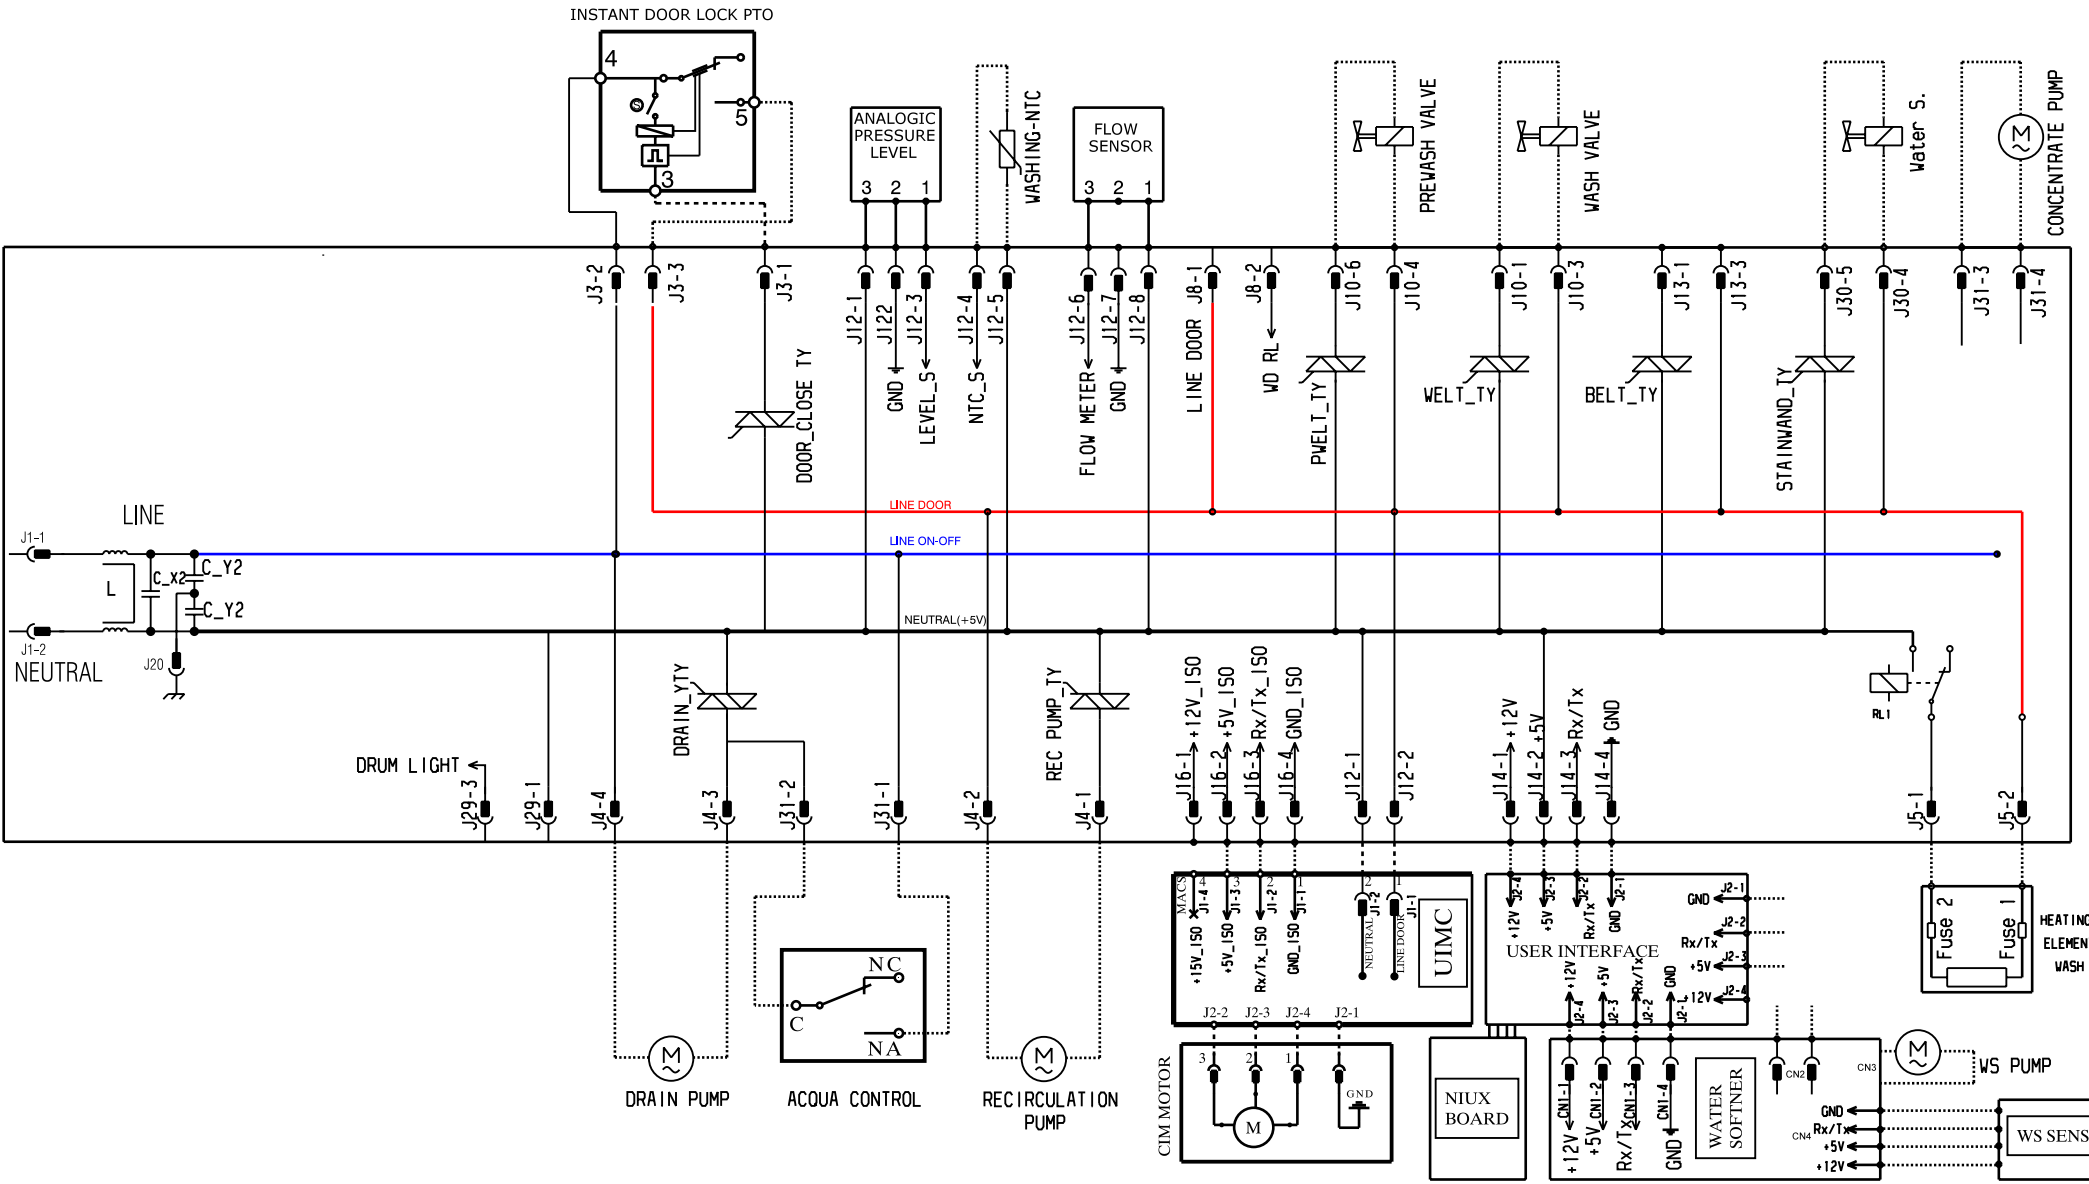 INSTANT DOOR LOCK PTO
4
S
5
3
ANALOGIC
PRESSURE
LEVEL
3 2 1
WASHING-NTC
FLOW
SENSOR
3 2 1
PREWASH VALVE
WASH VALVE
Water S.
CONCENTRATE PUMP
M
J3-2
J3-3
J3-1
J12-1
J122
J12-3
J12-4
J12-5
J12-6
J12-7
J12-8
J8-1
J8-2
J10-6
J10-4
J10-1
J10-3
J13-1
J13-3
J30-5
J30-4
J31-3
J31-4
DOOR_CLOSE TY
GND
LEVEL_S
NTC_S
FLOW METER
GND
LINE DOOR
WD RL
PWELT_TY
WELT_TY
BELT_TY
STAINWAND_TY
LINE DOOR
LINE ON-OFF
NEUTRAL(+5V)
LINE
J1-1
L
C_X2
C_Y2
C_Y2
J1-2
NEUTRAL
J20
DRUM LIGHT
J29-3
J29-1
J4-4
DRAIN_YTY
J4-3
J31-2
J31-1
J4-2
REC PUMP_TY
J4-1
J16-1 +12V_ISO
J16-2 +5V_ISO
J16-3 Rx/Tx_ISO
J16-4 GND_ISO
J12-1
J12-2
J14-1 +12V
J14-2 +5V
J14-3 Rx/Tx
J14-4 GND
RL1
J5-1
J5-2
MACS
4 3 2 1
J1-4
J1-3
J1-2
J1-1
+15V_ISO
+5V_ISO
Rx/Tx_ISO
GND_ISO
2 1
J1-2
J1-1
NEUTRAL
LINE DOOR
UIMC
J2-2 J2-3 J2-4 J2-1
J2-4
J2-3
J2-2
J2-1
+12V
+5V
Rx/Tx
GND
USER INTERFACE
GND J2-1
Rx/Tx J2-2
+5V J2-3
+12V J2-4
+12V
+5V
Rx/Tx
GND
J2-4
J2-3
J2-2
J2-1
Fuse 2
Fuse 1
HEATING
ELEMEN
WASH
M
DRAIN PUMP
NC
C
NA
ACQUA CONTROL
M
RECIRCULATION
PUMP
CIM MOTOR
3 2 1
M
GND
NIUX
BOARD
CN1-1
CN1-2
CN1-3
CN1-4
+12V
+5V
Rx/Tx
GND
WATER
SOFTNER
CN2
CN3
M
WS PUMP
CN4
GND
Rx/Tx
+5V
+12V
WS SENS